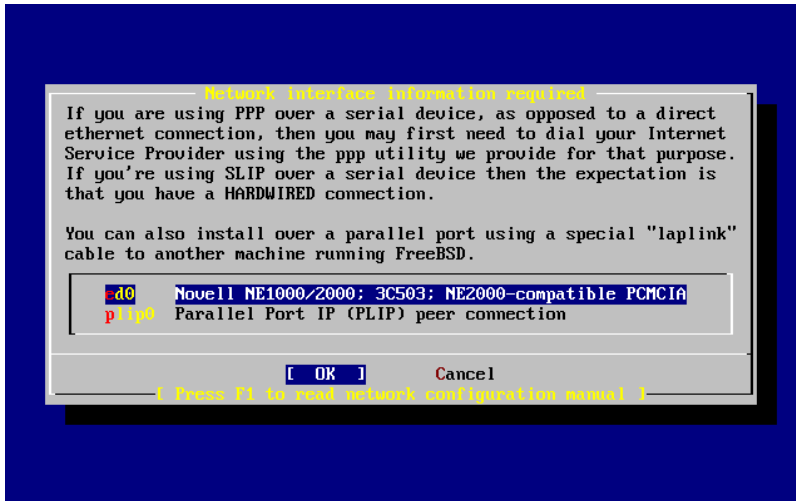 Network interface information required
If you are using PPP over a serial device, as opposed to a direct
ethernet connection, then you may first need to dial your Internet
Service Provider using the ppp utility we provide for that purpose.
If you're using SLIP over a serial device then the expectation is
that you have a HARDWIRED connection.
You can also install over a parallel port using a special "laplink"
cable to another machine running FreeBSD.
ed0 Novell NE1000/2000; 3C503; NE2000-compatible PCMCIA
plip0 Parallel Port IP (PLIP) peer connection
[ OK ] Cancel
[ Press F1 to read network configuration manual ]